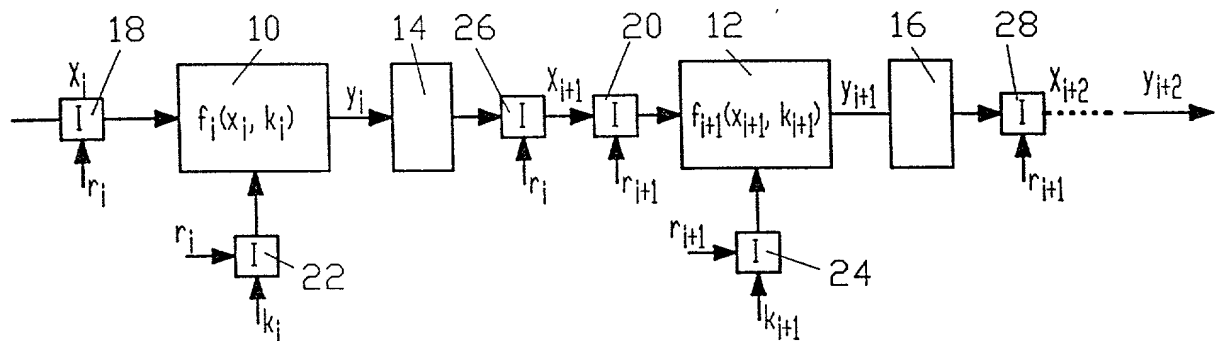 18 10 14 26 20 12 16 28
x_i y_i x_{i+1} y_{i+1} x_{i+2} y_{i+2}
I f_i(x_i, k_i) I I f_{i+1}(x_{i+1}, k_{i+1}) I
r_i r_i r_{i+1} r_{i+1}
r_i I 22 r_{i+1} I 24
k_i k_{i+1}